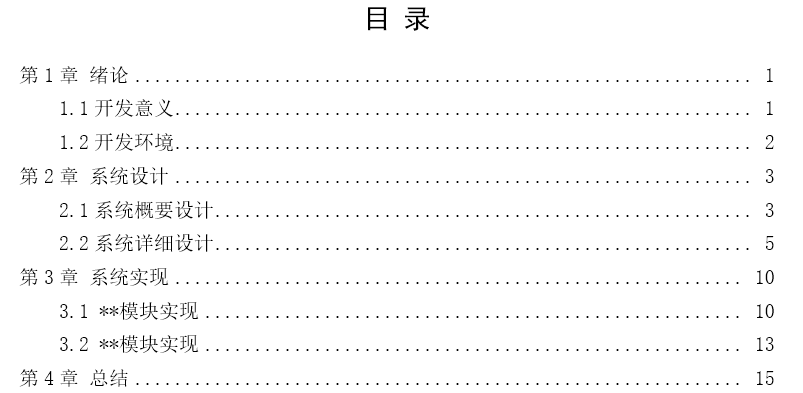 目 录
第1章 绪论 .............................................................. 1
1.1开发意义.......................................................... 1
1.2开发环境.......................................................... 2
第2章 系统设计 .......................................................... 3
2.1系统概要设计...................................................... 3
2.2系统详细设计...................................................... 5
第3章 系统实现 ......................................................... 10
3.1 **模块实现 ...................................................... 10
3.2 **模块实现 ...................................................... 13
第4章 总结 ............................................................. 15